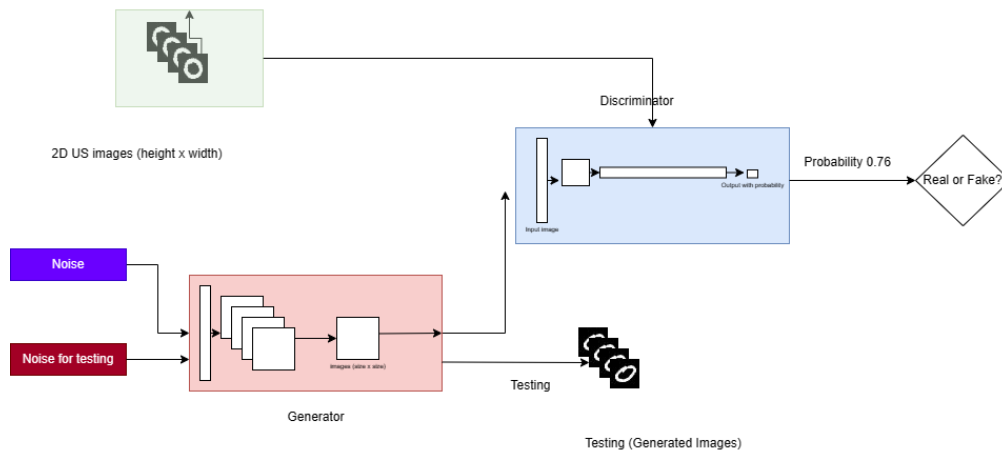 Discriminator
2D US images (height x width)
Probability 0.76
Real or Fake?
Output with probability
Input image
Noise
Noise for testing
Images (size x size)
Testing
Generator
Testing (Generated Images)